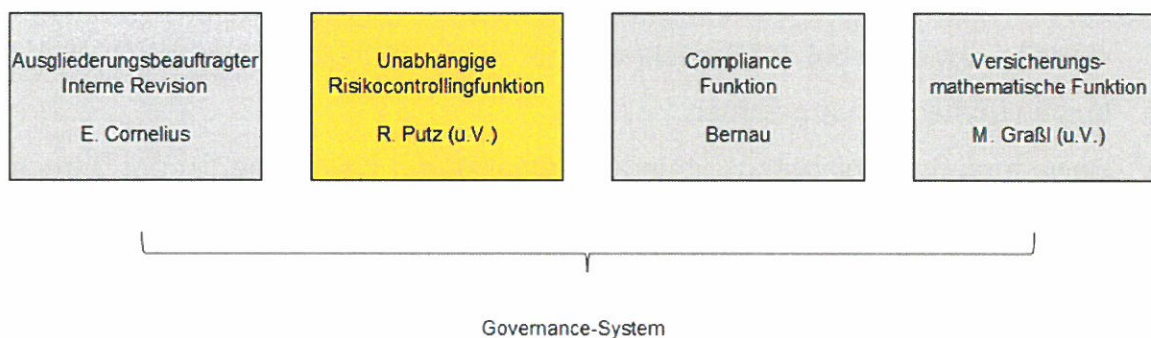 Ausgliederungsbeauftragter
Interne Revision
E. Cornelius
Unabhängige
Risikocontrollingfunktion
R. Putz (u.V.)
Compliance
Funktion
Bernau
Versicherungs-
mathematische Funktion
M. Graßl (u.V.)
Governance-System